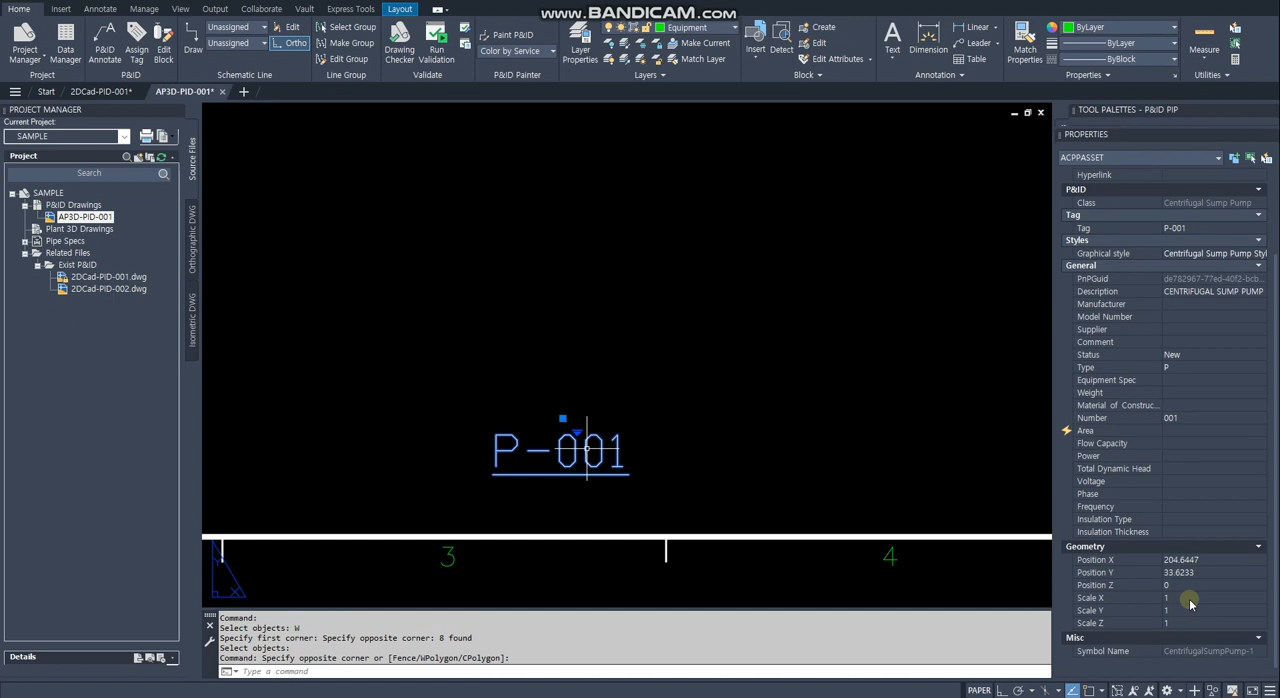 www.BANDICAM.com
Home Insert Annotate Manage View Output Collaborate Vault Express Tools Layout
Project Manager
Data Manager
Project
P&ID Annotate
Assign Tag
Edit Block
P&ID
Draw
Unassigned
Unassigned
Edit
Ortho
Schematic Line
Select Group
Make Group
Edit Group
Line Group
Drawing Checker
Run Validation
Validate
Paint P&ID
Color by Service
P&ID Painter
Layer Properties
Equipment
Make Current
Match Layer
Layers
Insert
Detect
Create
Edit
Edit Attributes
Block
Text
Dimension
Linear
Leader
Table
Annotation
Match Properties
ByLayer
ByLayer
ByBlock
Properties
Measure
Utilities
Start
2DCad-PID-001*
AP3D-PID-001*
PROJECT MANAGER
Current Project:
SAMPLE
Project
Search
SAMPLE
P&ID Drawings
AP3D-PID-001
Plant 3D Drawings
Pipe Specs
Related Files
Exist P&ID
2DCad-PID-001.dwg
2DCad-PID-002.dwg
Details
Source Files
Orthographic DWG
Isometric DWG
P-001
3
4
Y
X
Command:
Select objects: W
Specify first corner: Specify opposite corner: 8 found
Select objects:
Command: Specify opposite corner or [Fence/WPolygon/CPolygon]:
Type a command
TOOL PALETTES - P&ID PIP
PROPERTIES
ACPPASSET
Hyperlink
P&ID
Class Centrifugal Sump Pump
Tag
Tag P-001
Styles
Graphical style Centrifugal Sump Pump Styl
General
PnPGuid de782967-77ed-40f2-bcb...
Description CENTRIFUGAL SUMP PUMP
Manufacturer
Model Number
Supplier
Comment
Status New
Type P
Equipment Spec
Weight
Material of Construc...
Number 001
Area
Flow Capacity
Power
Total Dynamic Head
Voltage
Phase
Frequency
Insulation Type
Insulation Thickness
Geometry
Position X 204.6447
Position Y 33.6233
Position Z 0
Scale X 1
Scale Y 1
Scale Z 1
Misc
Symbol Name CentrifugalSumpPump-1
PAPER